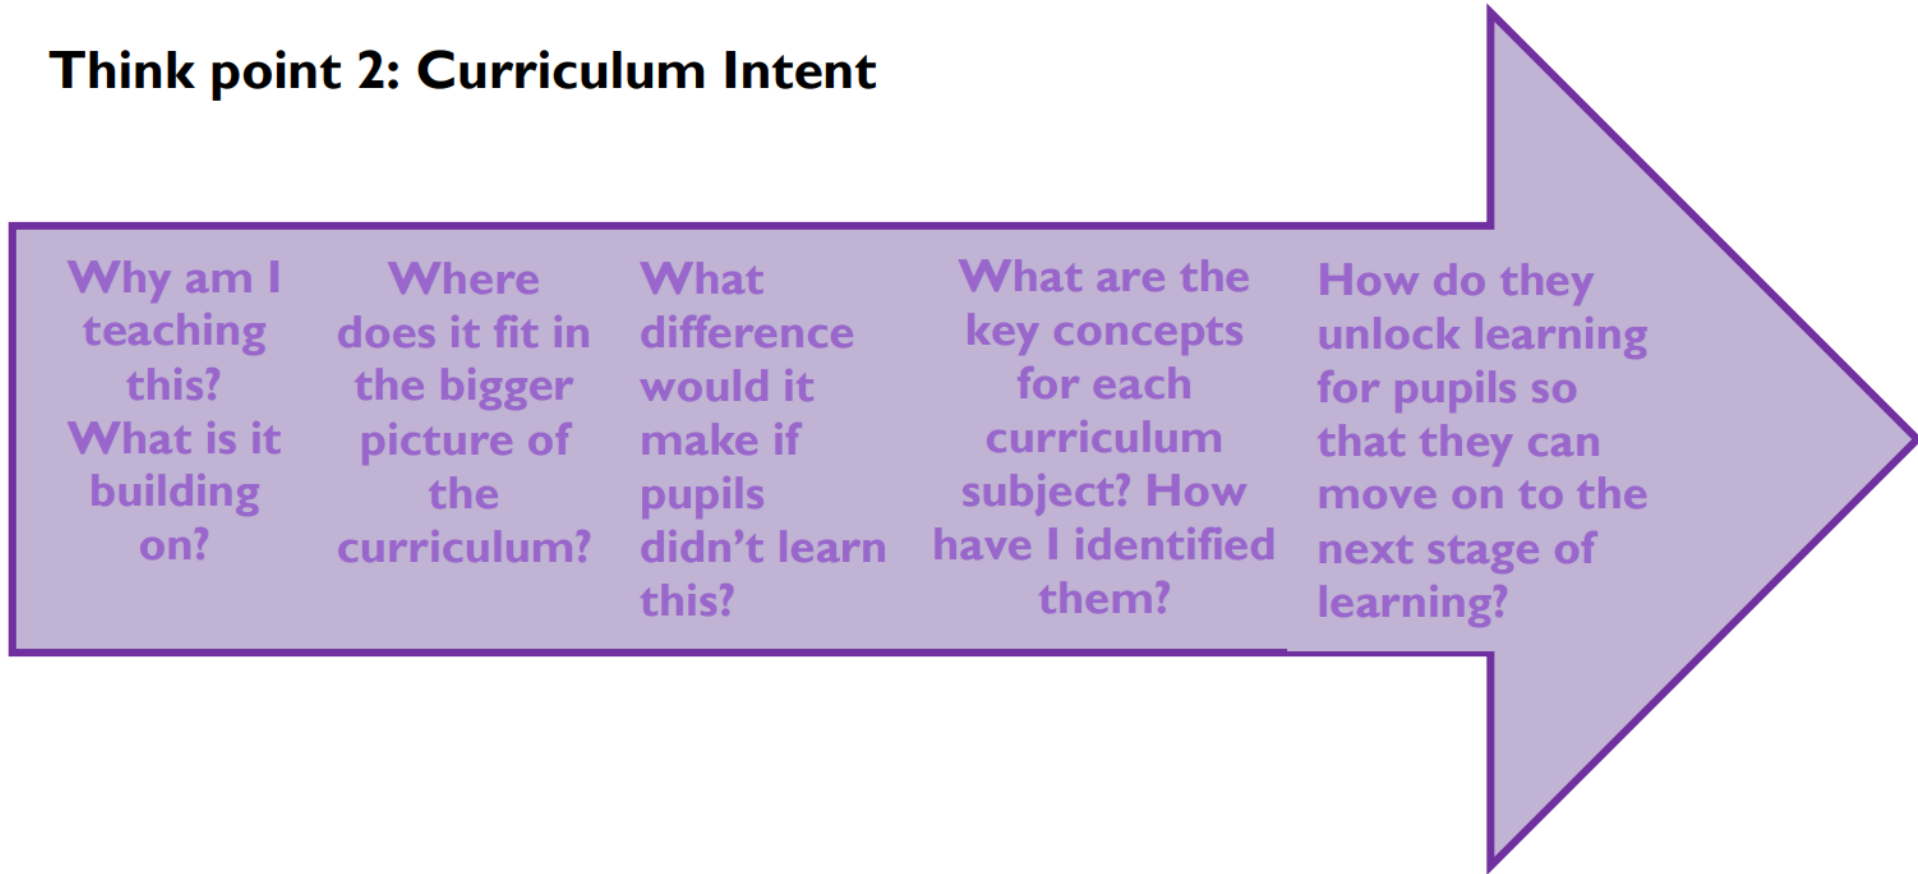 Think point 2: Curriculum Intent
Why am I
teaching
this?
What is it
building
on?
Where
does it fit in
the bigger
picture of
the
curriculum?
What
difference
would it
make if
pupils
didn’t learn
this?
What are the
key concepts
for each
curriculum
subject? How
have I identified
them?
How do they
unlock learning
for pupils so
that they can
move on to the
next stage of
learning?